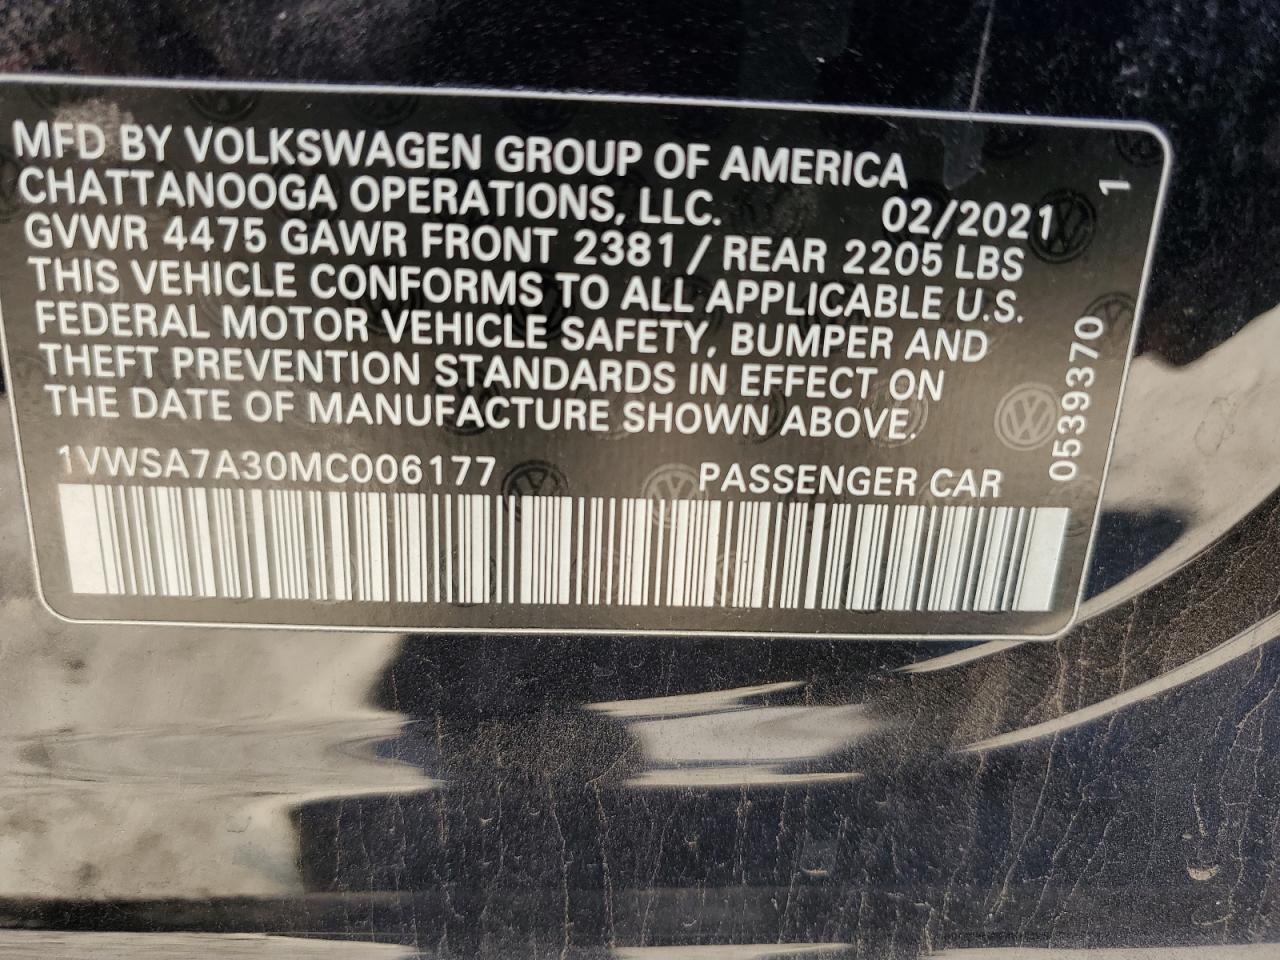 MFD BY VOLKSWAGEN GROUP OF AMERICA
CHATTANOOGA OPERATIONS, LLC. 02/2021 1
GVWR 4475 GAWR FRONT 2381 / REAR 2205 LBS
THIS VEHICLE CONFORMS TO ALL APPLICABLE U.S.
FEDERAL MOTOR VEHICLE SAFETY, BUMPER AND
THEFT PREVENTION STANDARDS IN EFFECT ON
THE DATE OF MANUFACTURE SHOWN ABOVE.
1VWSA7A30MC006177 PASSENGER CAR
0539370